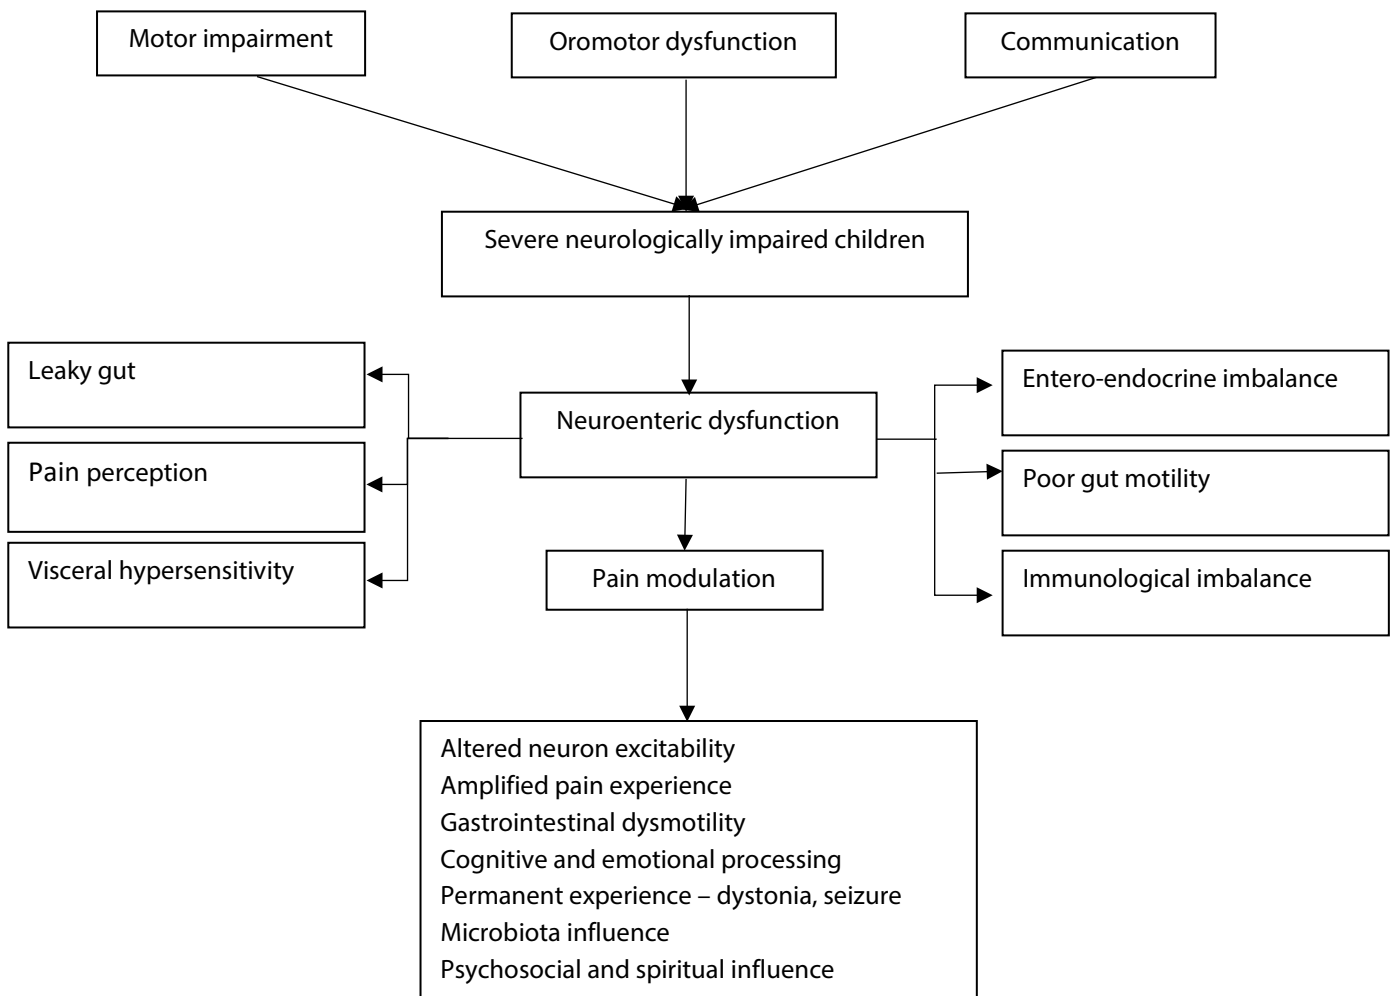 Motor impairment
Oromotor dysfunction
Communication
Severe neurologically impaired children
Leaky gut
Neuroenteric dysfunction
Entero-endocrine imbalance
Pain perception
Poor gut motility
Visceral hypersensitivity
Pain modulation
Immunological imbalance
Altered neuron excitability
Amplified pain experience
Gastrointestinal dysmotility
Cognitive and emotional processing
Permanent experience – dystonia, seizure
Microbiota influence
Psychosocial and spiritual influence